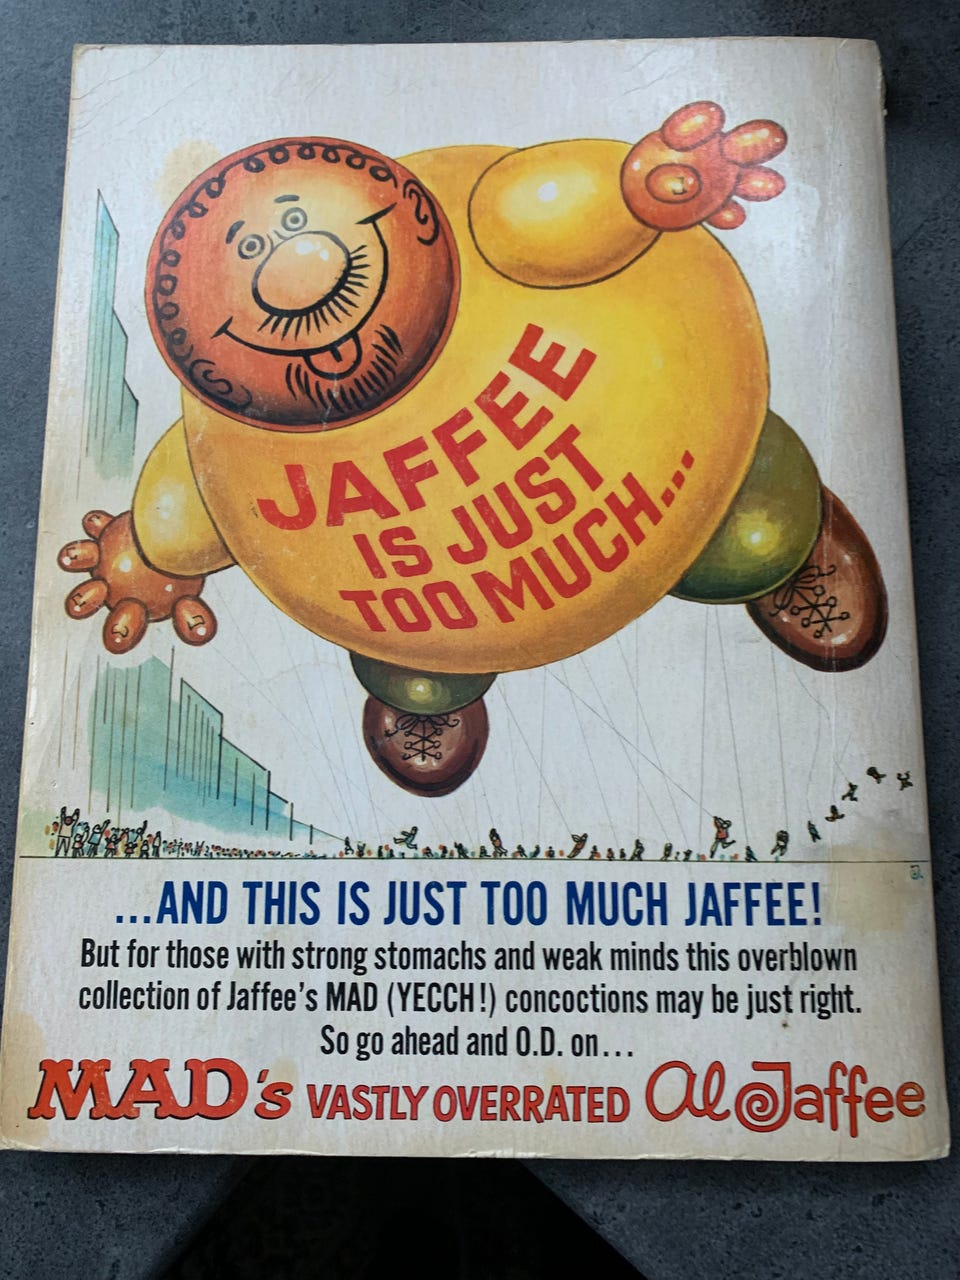 JAFFEE
IS JUST
TOO MUCH...
...AND THIS IS JUST TOO MUCH JAFFEE!
But for those with strong stomachs and weak minds this overblown
collection of Jaffee's MAD (YECCH!) concoctions may be just right.
So go ahead and O.D. on...
MAD's VASTLY OVERRATED Al Jaffee